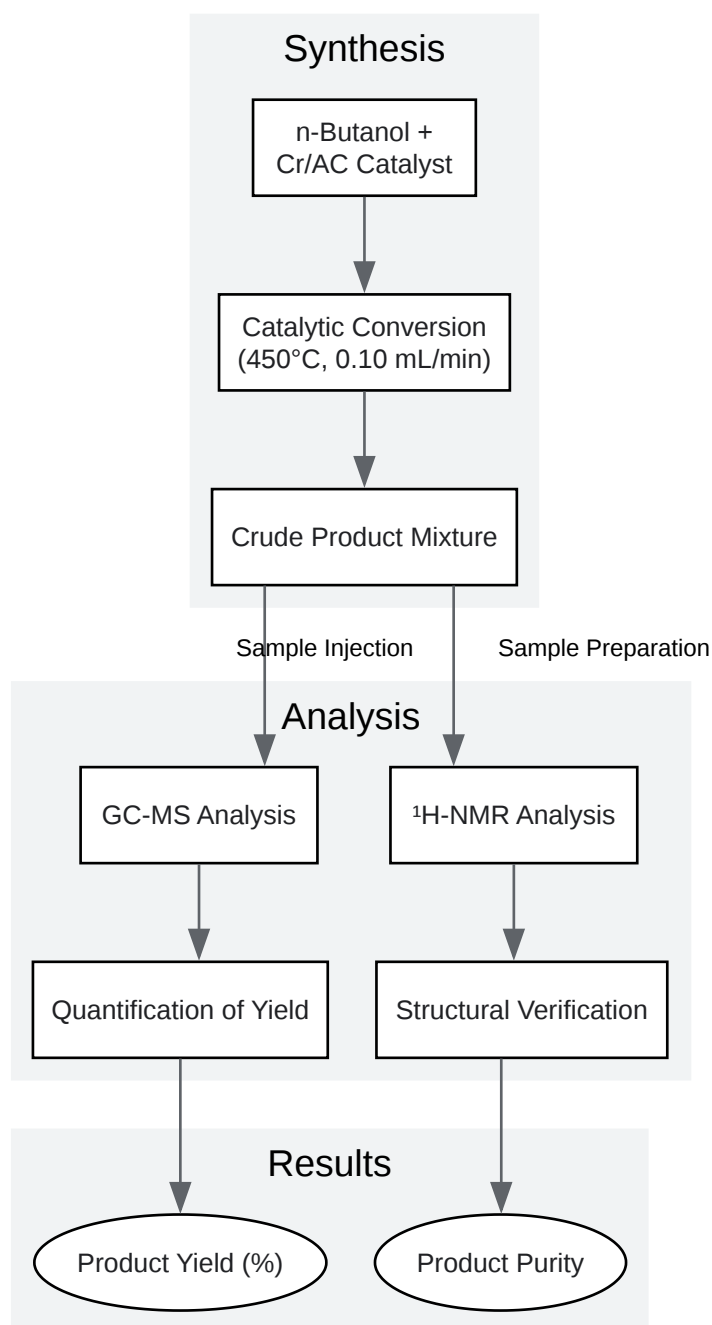 Synthesis
n-Butanol +
Cr/AC Catalyst
Catalytic Conversion
(450°C, 0.10 mL/min)
Crude Product Mixture
Sample Injection
Sample Preparation
Analysis
GC-MS Analysis
¹H-NMR Analysis
Quantification of Yield
Structural Verification
Results
Product Yield (%)
Product Purity